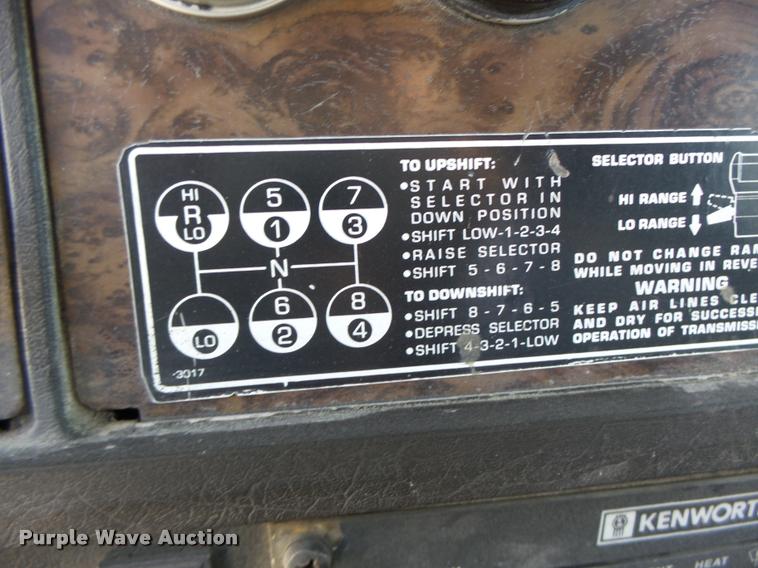 HI
R
LO
5
1
7
3
N
LO
6
2
8
4
-3917
TO UPSHIFT:
•START WITH
SELECTOR IN
DOWN POSITION
•SHIFT LOW-1-2-3-4
•RAISE SELECTOR
•SHIFT 5-6-7-8
TO DOWNSHIFT:
•SHIFT 8-7-6-5
•DEPRESS SELECTOR
•SHIFT 4-3-2-1-LOW
SELECTOR BUTTON
HI RANGE
LO RANGE
DO NOT CHANGE RAN
WHILE MOVING IN REVE
WARNING
KEEP AIR LINES CLE
AND DRY FOR SUCCESS
OPERATION OF TRANSMISS
KENWORT
HEAT
Purple Wave Auction